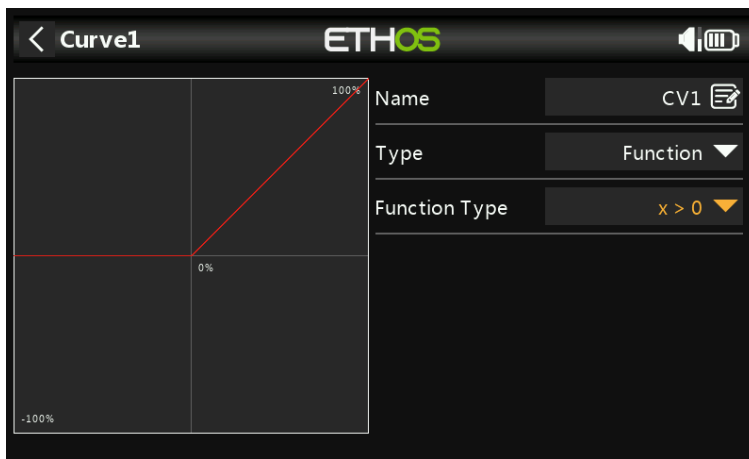 Curve1
ETHOS
100%
0%
-100%
Name
CV1
Type
Function
Function Type
x > 0